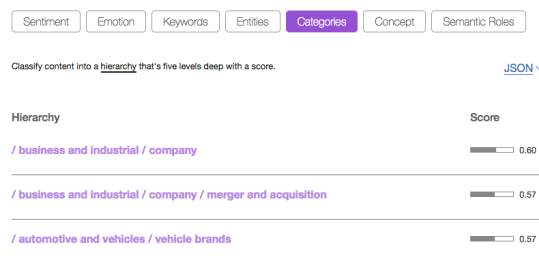 Sentiment Emotion Keywords Entities Categories Concept Semantic Roles
Classify content into a hierarchy that's five levels deep with a score.
JSON
Hierarchy Score
/ business and industrial / company 0.60
/ business and industrial / company / merger and acquisition 0.57
/ automotive and vehicles / vehicle brands 0.57